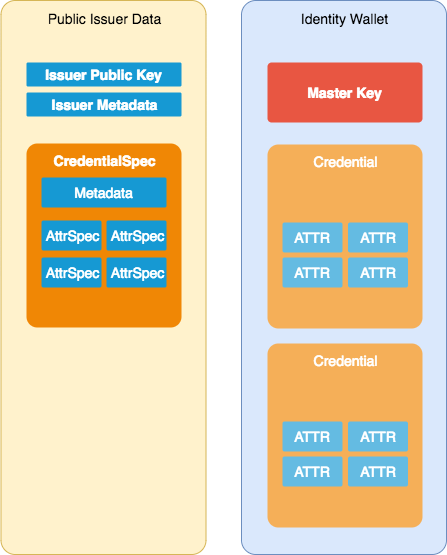 Public Issuer Data
Issuer Public Key
Issuer Metadata
CredentialSpec
Metadata
AttrSpec AttrSpec
AttrSpec AttrSpec
Identity Wallet
Master Key
Credential
ATTR ATTR
ATTR ATTR
Credential
ATTR ATTR
ATTR ATTR